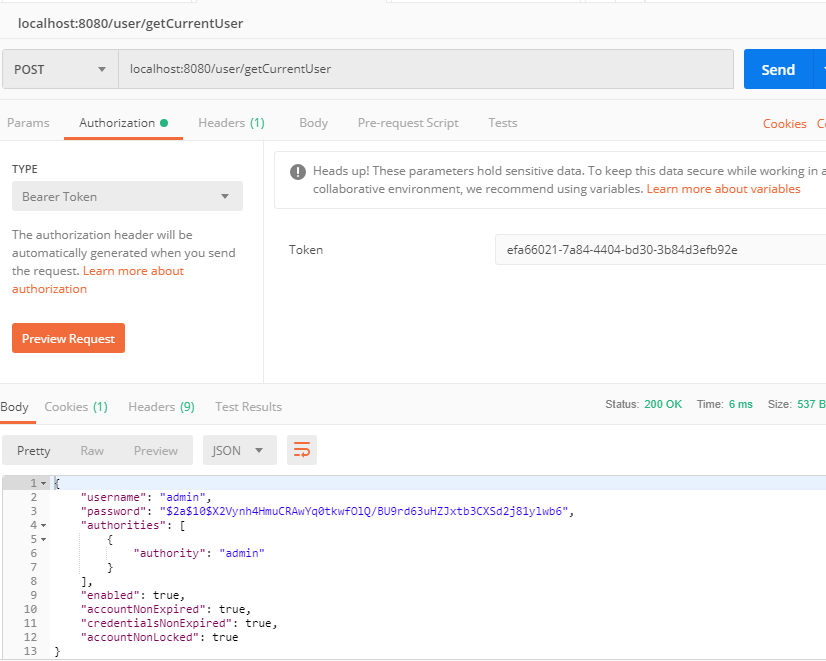 localhost:8080/user/getCurrentUser
POST localhost:8080/user/getCurrentUser Send
Params Authorization Headers (1) Body Pre-request Script Tests Cookies
TYPE
Bearer Token
The authorization header will be
automatically generated when you send
the request. Learn more about
authorization
Preview Request
Heads up! These parameters hold sensitive data. To keep this data secure while working in a
collaborative environment, we recommend using variables. Learn more about variables
Token efa66021-7a84-4404-bd30-3b84d3efb92e
Body Cookies (1) Headers (9) Test Results Status: 200 OK Time: 6 ms Size: 537 B
Pretty Raw Preview JSON
1 {
2 "username": "admin",
3 "password": "$2a$10$X2Vynh4HmuCRAwYq0tkwfOlQ/BU9rd63uHZJxtb3CXSd2j81ylwb6",
4 "authorities": [
5 {
6 "authority": "admin"
7 }
8 ],
9 "enabled": true,
10 "accountNonExpired": true,
11 "credentialsNonExpired": true,
12 "accountNonLocked": true
13 }